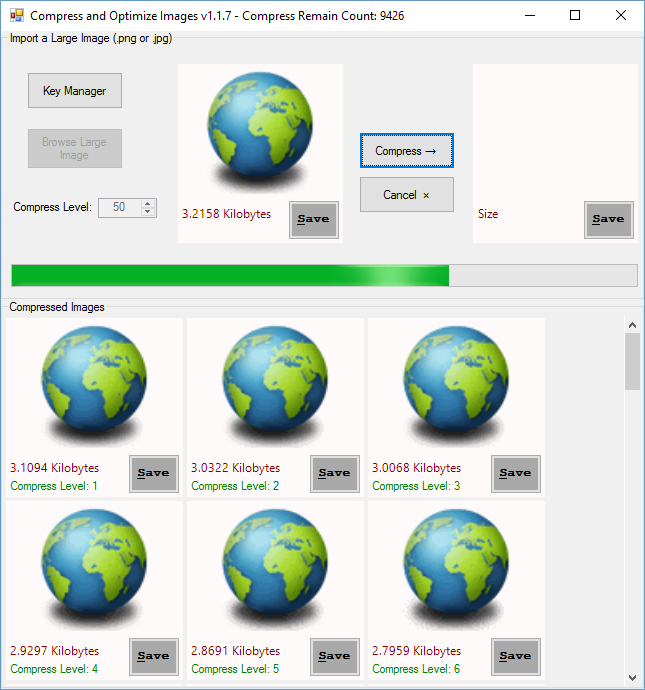 Compress and Optimize Images v1.1.7 - Compress Remain Count: 9426
Import a Large Image (.png or .jpg)
Key Manager
Browse Large
Image
Compress Level: 50
3.2158 Kilobytes
Save
Compress →
Cancel ×
Size
Save
Compressed Images
3.1094 Kilobytes
Compress Level: 1
Save
3.0322 Kilobytes
Compress Level: 2
Save
3.0068 Kilobytes
Compress Level: 3
Save
2.9297 Kilobytes
Compress Level: 4
Save
2.8691 Kilobytes
Compress Level: 5
Save
2.7959 Kilobytes
Compress Level: 6
Save